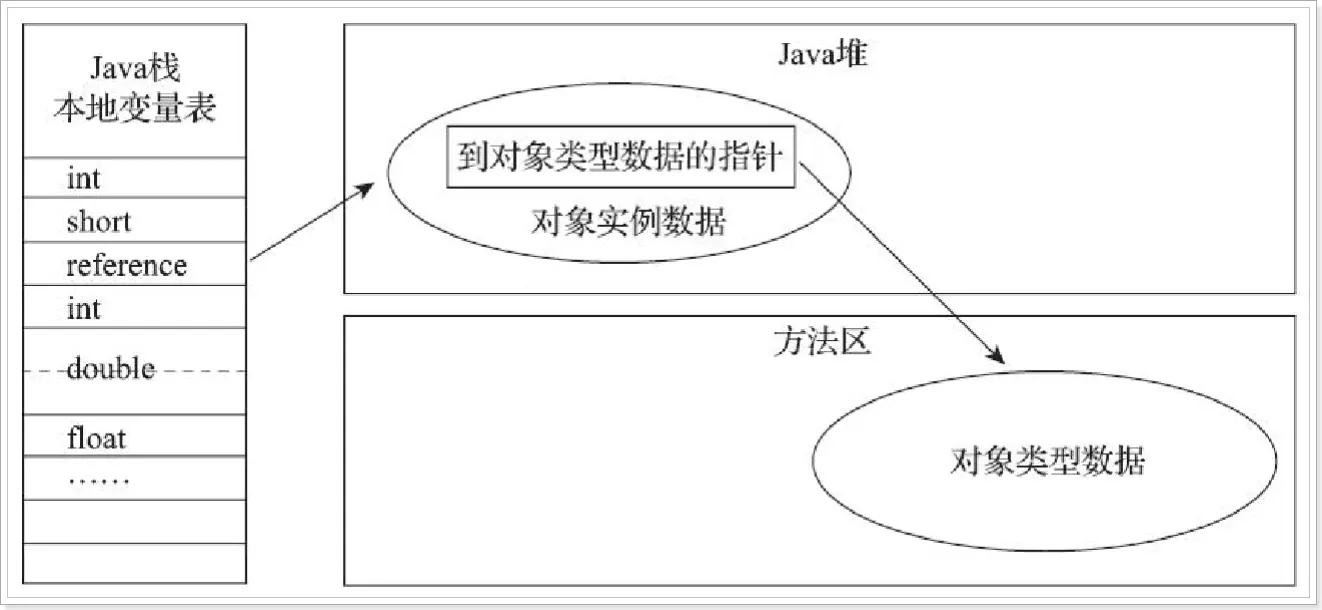 Java栈
本地变量表
int
short
reference
int
double
float
……
Java堆
到对象类型数据的指针
对象实例数据
方法区
对象类型数据